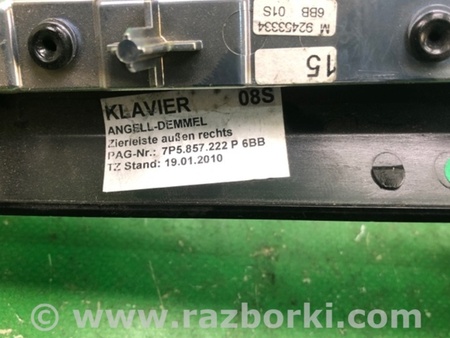 M 92453334
6BB 01S
15
KLAVIER 08S
ANGELL-DEMMEL
Zierleiste außen rechts
PAG-Nr.: 7P5.857.222 P 6BB
TZ Stand: 19.01.2010
www.razborki.com/